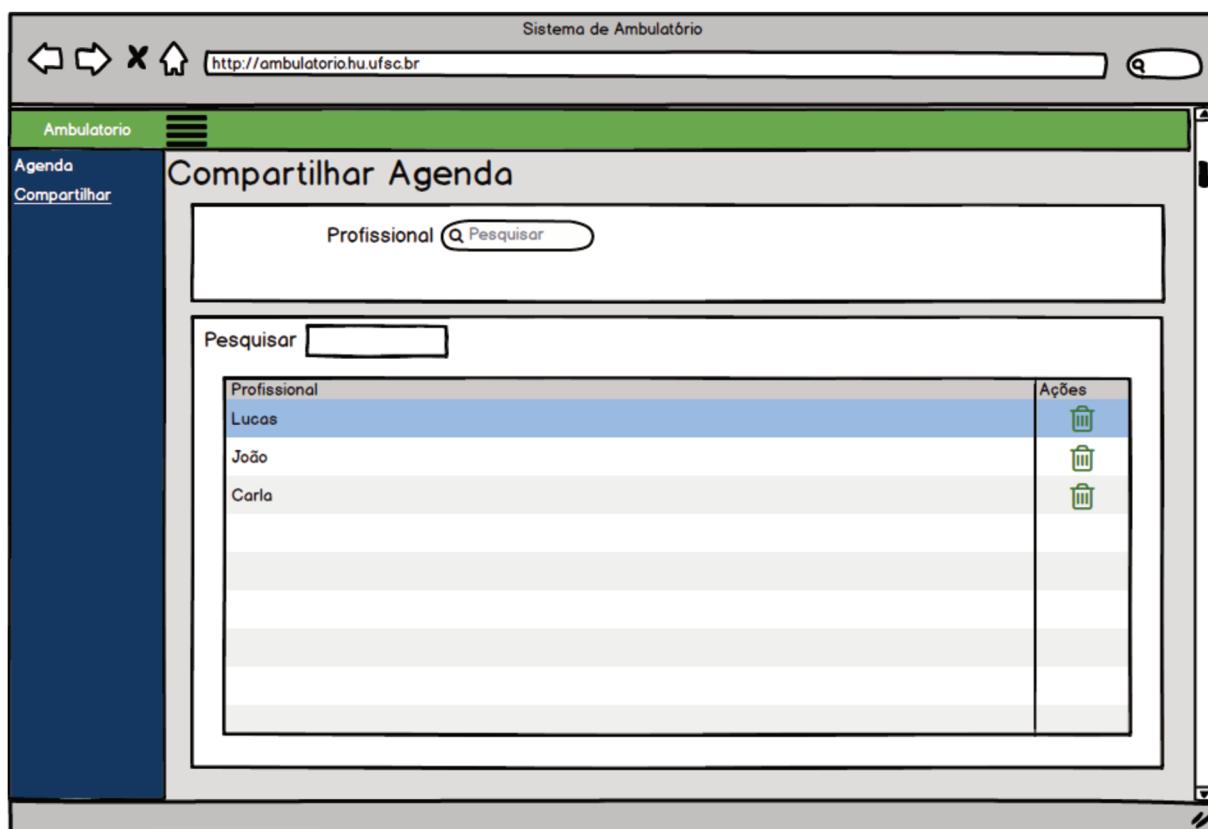 Sistema de Ambulatório
http://ambulatorio.hu.ufsc.br
Ambulatorio
Agenda
Compartilhar
Compartilhar Agenda
Profissional Pesquisar
Pesquisar
Profissional Ações
Lucas
João
Carla